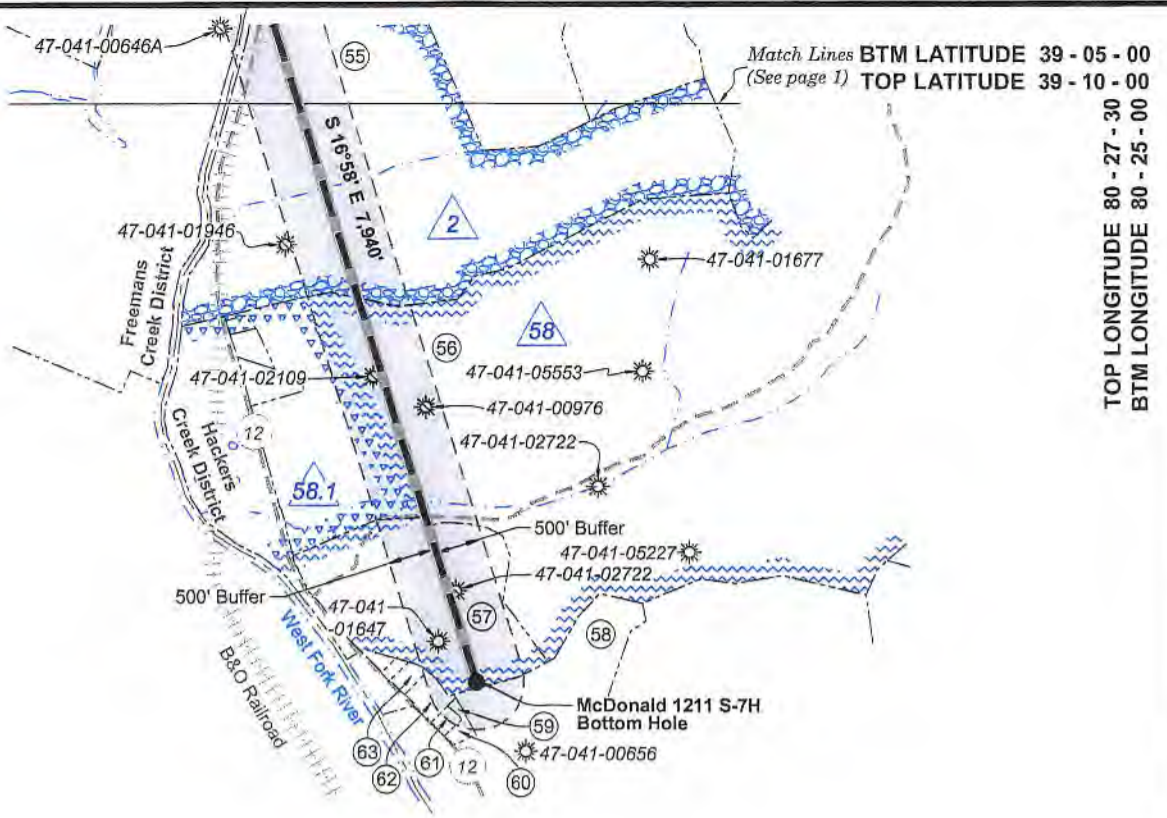 47-041-00646A
55
Match Lines
(See page 1)
BTM LATITUDE 39 - 05 - 00
TOP LATITUDE 39 - 10 - 00
TOP LONGITUDE 80 - 27 - 30
BTM LONGITUDE 80 - 25 - 00
S 16°58' E 7,940'
2
47-041-01946
47-041-01677
Freemans
Creek District
58
56
47-041-02109
47-041-05553
47-041-00976
Hackers
Creek District
12
47-041-02722
58.1
500' Buffer
47-041-05227
47-041-02722
500' Buffer
47-041
-01647
57
58
West Fork River
B&O Railroad
McDonald 1211 S-7H
Bottom Hole
59
63
62
61
12
60
47-041-00656